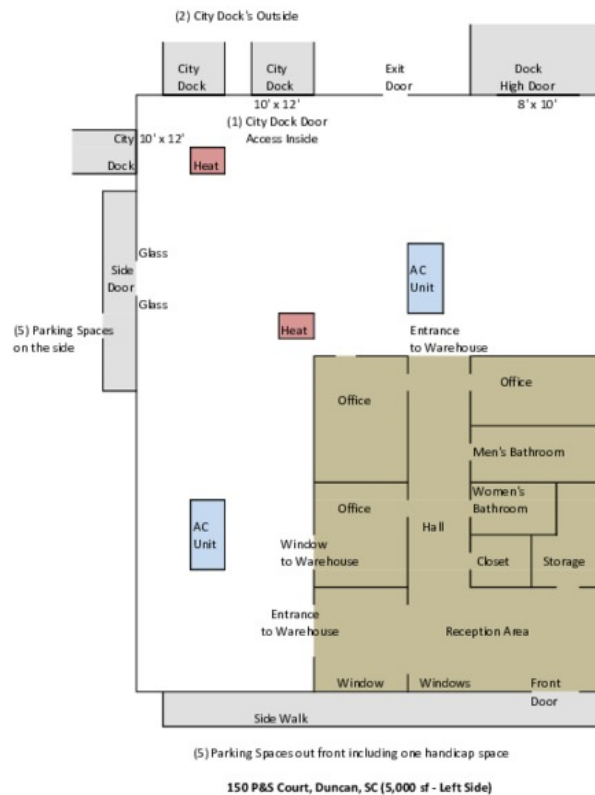 (2) City Dock's Outside
City
Dock
City
Dock
Exit
Door
Dock
High Door
10' x 12'
8' x 10'
(1) City Dock Door
Access Inside
City 10' x 12'
Dock
Heat
Glass
Side
Door
Glass
AC
Unit
(5) Parking Spaces
on the side
Heat
Entrance
to Warehouse
Office
Office
Men's Bathroom
Women's
Bathroom
Office
Hall
AC
Unit
Window
to Warehouse
Closet
Storage
Entrance
to Warehouse
Reception Area
Window
Windows
Front
Door
Side Walk
(5) Parking Spaces out front including one handicap space
150 P&S Court, Duncan, SC (5,000 sf - Left Side)